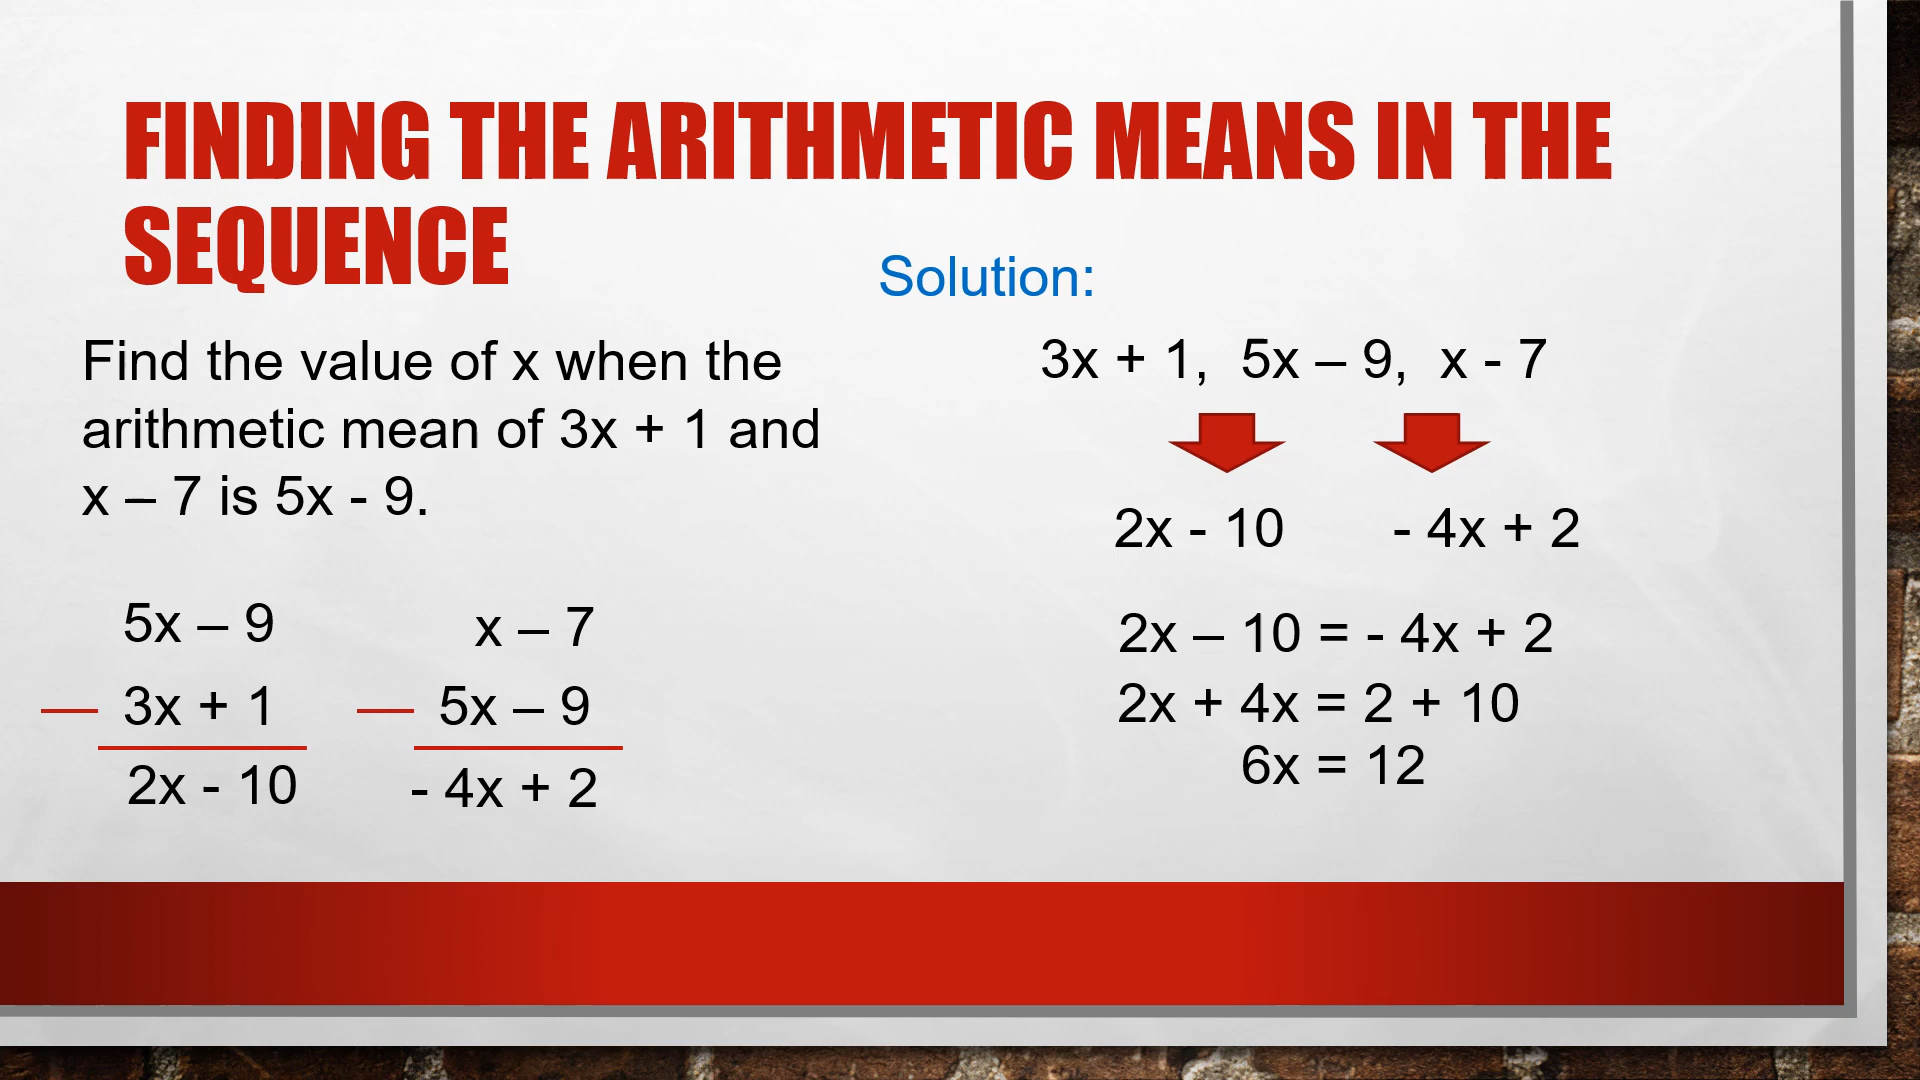 FINDING THE ARITHMETIC MEANS IN THE
SEQUENCE
Find the value of x when the
arithmetic mean of 3x + 1 and
x – 7 is 5x - 9.
5x – 9
— 3x + 1
2x - 10
x – 7
— 5x – 9
- 4x + 2
Solution:
3x + 1, 5x – 9, x - 7
2x - 10 - 4x + 2
2x – 10 = - 4x + 2
2x + 4x = 2 + 10
6x = 12